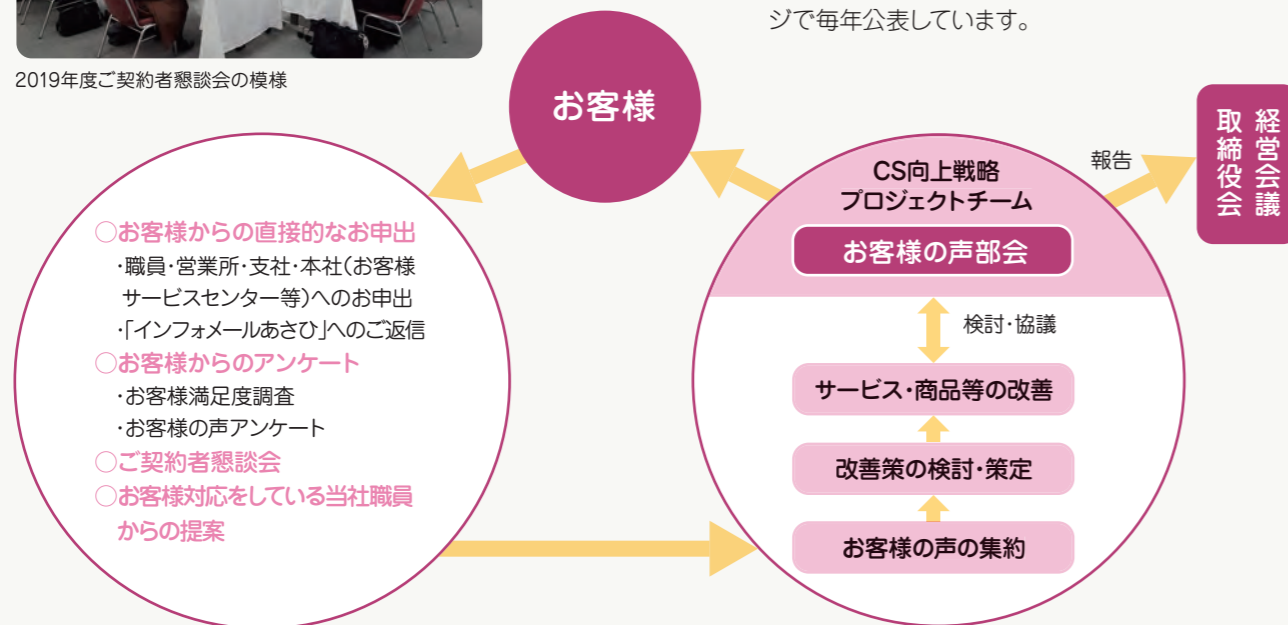 ジで毎年公表しています。
2019年度ご契約者懇談会の模様
お客様
○お客様からの直接的なお申出
・職員・営業所・支社・本社（お客様
サービスセンター等）へのお申出
・「インフォメールあさひ」へのご返信
○お客様からのアンケート
・お客様満足度調査
・お客様の声アンケート
○ご契約者懇談会
○お客様対応をしている当社職員
からの提案
CS向上戦略
プロジェクトチーム
お客様の声部会
検討・協議
サービス・商品等の改善
改善策の検討・策定
お客様の声の集約
報告
経営会議
取締役会